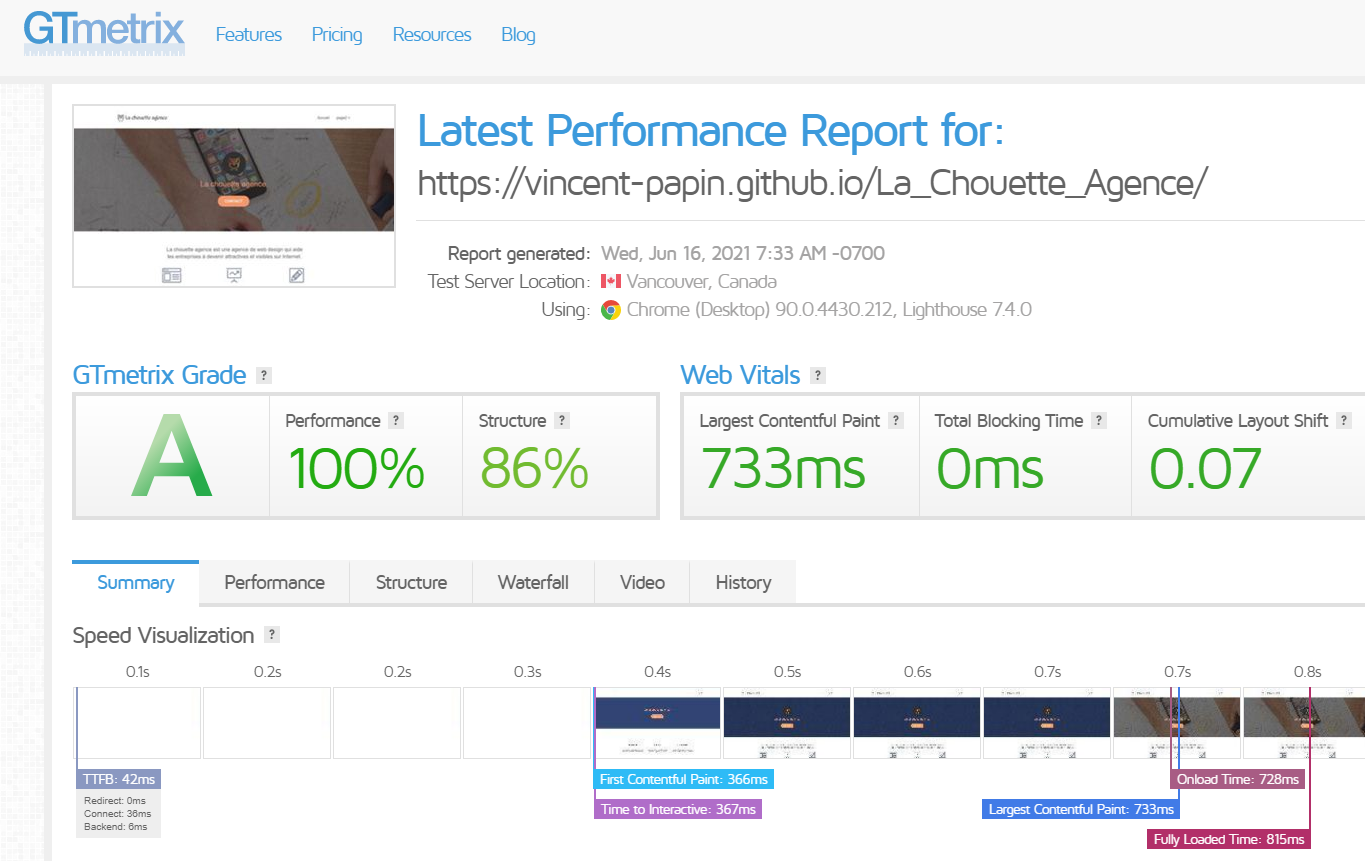 GTmetrix
Features Pricing Resources Blog
La chouette agence
Accueil page2
La chouette agence
CONTACT
La chouette agence est une agence de web design qui aide
les entreprises à devenir attractives et visibles sur Internet.
Latest Performance Report for:
https://vincent-papin.github.io/La_Chouette_Agence/
Report generated: Wed, Jun 16, 2021 7:33 AM -0700
Test Server Location: Vancouver, Canada
Using: Chrome (Desktop) 90.0.4430.212, Lighthouse 7.4.0
GTmetrix Grade ?
Web Vitals ?
A
Performance ?
100%
Structure ?
86%
Largest Contentful Paint ?
733ms
Total Blocking Time ?
0ms
Cumulative Layout Shift ?
0.07
Summary Performance Structure Waterfall Video History
Speed Visualization ?
0.1s 0.2s 0.2s 0.3s 0.4s 0.5s 0.6s 0.7s 0.7s 0.8s
TTFB: 42ms
Redirect: 0ms
Connect: 36ms
Backend: 6ms
First Contentful Paint: 366ms
Time to Interactive: 367ms
Onload Time: 728ms
Largest Contentful Paint: 733ms
Fully Loaded Time: 815ms